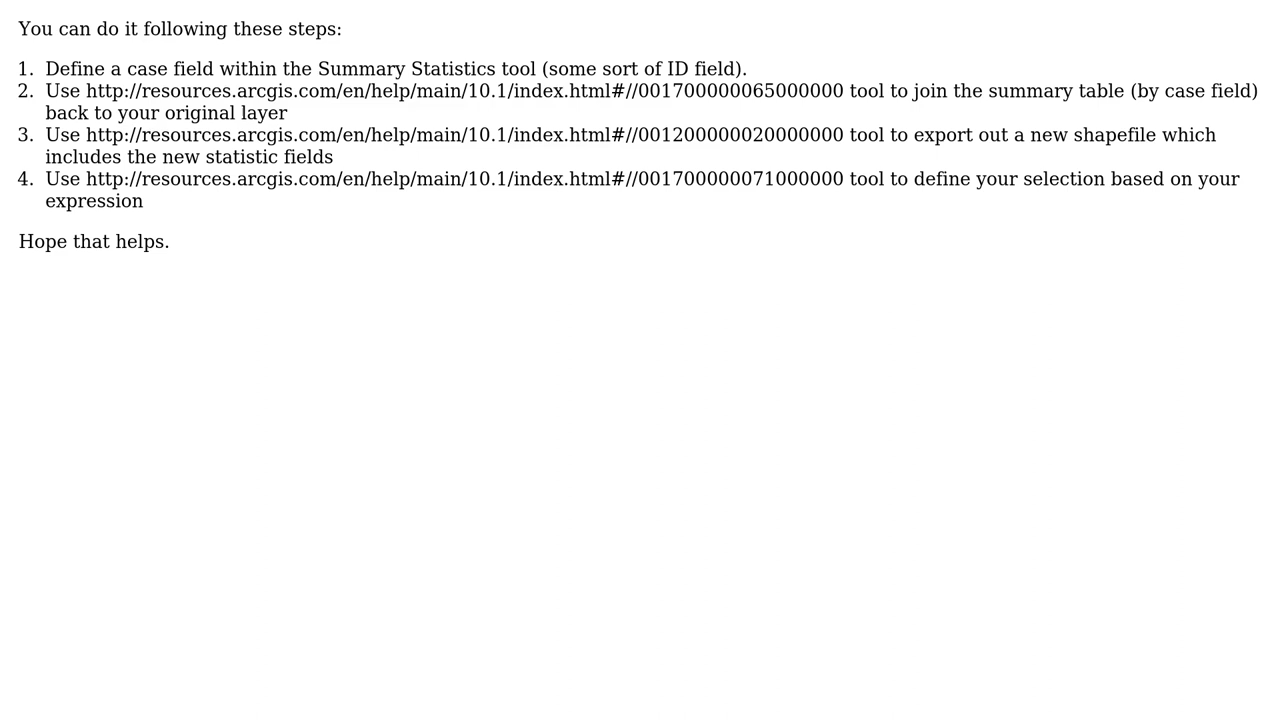 You can do it following these steps:
1. Define a case field within the Summary Statistics tool (some sort of ID field).
2. Use http://resources.arcgis.com/en/help/main/10.1/index.html#//001700000065000000 tool to join the summary table (by case field)
back to your original layer
3. Use http://resources.arcgis.com/en/help/main/10.1/index.html#//001200000020000000 tool to export out a new shapefile which
includes the new statistic fields
4. Use http://resources.arcgis.com/en/help/main/10.1/index.html#//001700000071000000 tool to define your selection based on your
expression
Hope that helps.